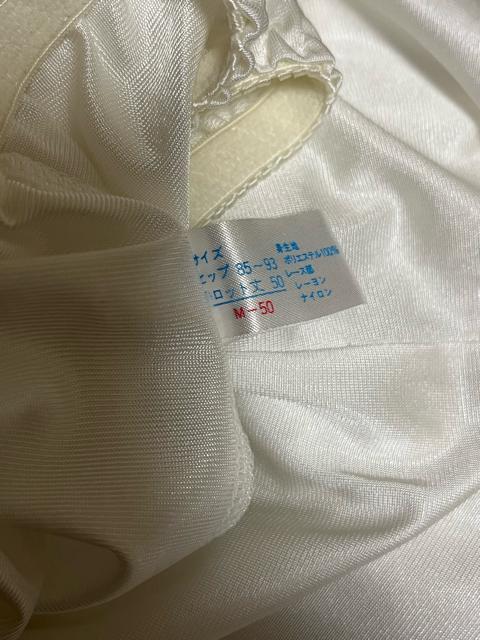 サイズ
ヒップ 85~93
ロット丈 50
M-50
身生地
ポリエステル100%
レース部
レーヨン
ナイロン